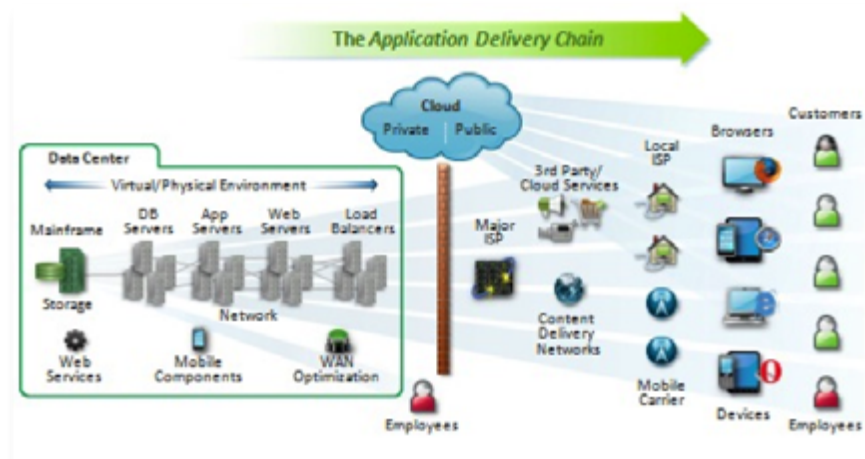 The Application Delivery Chain
Cloud
Private
Public
Data Center
Virtual/Physical Environment
Mainframe
DB
Servers
App
Servers
Web
Servers
Load
Balancers
Storage
Network
Web
Services
Mobile
Components
WAN
Optimization
Employees
Major
ISP
3rd Party/
Cloud Services
Content
Delivery
Networks
Local
ISP
Mobile
Carrier
Browsers
Devices
Customers
Employees